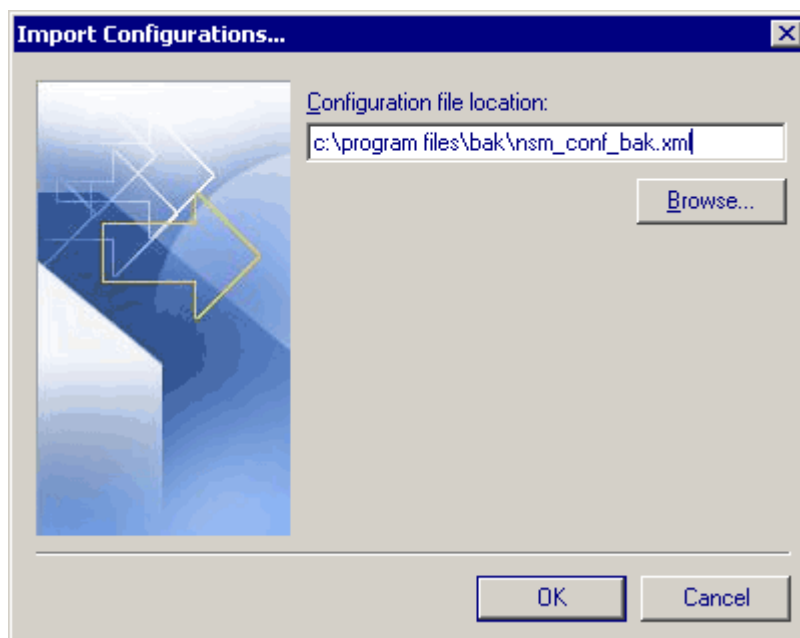 Import Configurations...
Configuration file location:
c:\program files\bak\nsm_conf_bak.xml
Browse...
OK
Cancel